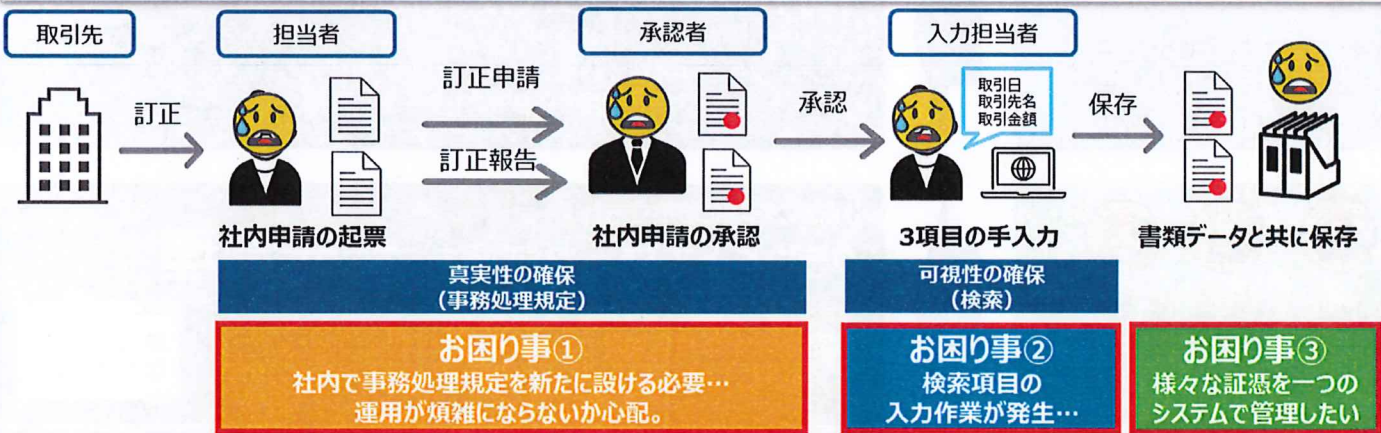 取引先
担当者
承認者
入力担当者
訂正
訂正申請
訂正報告
承認
取引日
取引先名
取引金額
保存
社内申請の起票
社内申請の承認
3項目の手入力
書類データと共に保存
真実性の確保
（事務処理規定）
可視性の確保
（検索）
お困り事①
社内で事務処理規定を新たに設ける必要…
運用が煩雑にならないか心配。
お困り事②
検索項目の
入力作業が発生…
お困り事③
様々な証憑を一つの
システムで管理したい